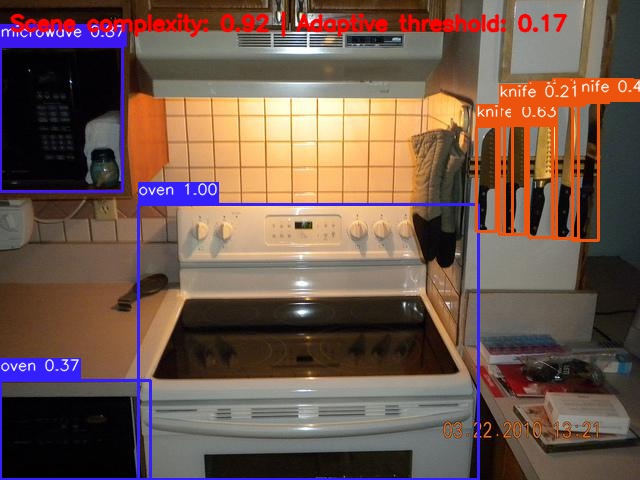 Scene complexity: 0.92 | Adaptive threshold: 0.17
microwave 0.87
knife 0.21
nife 0.4
knife 0.63
oven 1.00
oven 0.37
03.22.2010 13:21